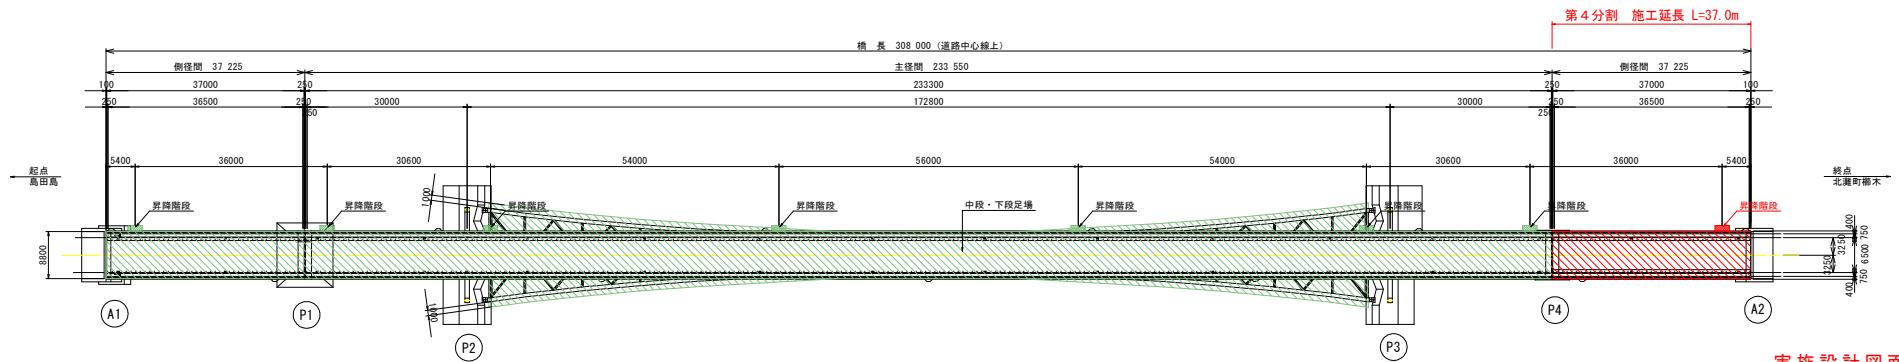 第4分割 施工延長 L=37.0m
橋 長 308 000 (道路中心線上)
側径間 37 225
主径間 233 550
側径間 37 225
100
37000
250
233300
250
37000
100
250
36500
250
250
30000
172800
30000
250
250
36500
250
5400
36000
30600
54000
56000
54000
30600
36000
5400
起点
島田島
終点
北灘町櫛木
昇降階段
昇降階段
昇降階段
昇降階段
中段・下段足場
昇降階段
昇降階段
昇降階段
昇降階段
1000
1000
8800
400
750
3250
6500
3250
750
400
A1
P1
P2
P3
P4
A2